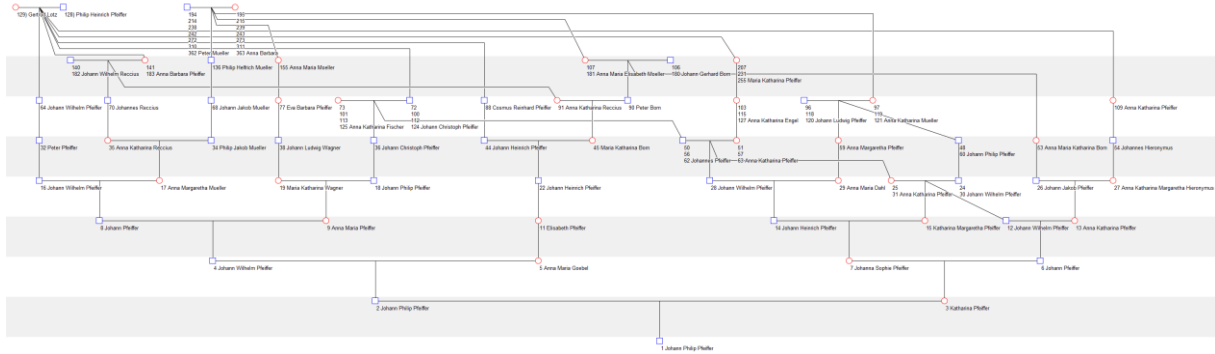 129 Gertrud Lotz
128 Philip Heinrich Pfeiffer
194
214
238
242
272
310
362 Peter Mueller
195
215
239
243
273
311
363 Anna Barbara
140
182 Johann Wilhelm Reccius
141
183 Anna Barbara Pfeiffer
136 Philip Helfrich Mueller
155 Anna Maria Moeller
107
181 Anna Maria Elisabeth Moeller
106
180 Johann Gerhard Born
207
231
255 Maria Katharina Pfeiffer
64 Johann Wilhelm Pfeiffer
70 Johannes Reccius
68 Johann Jakob Mueller
77 Eva Barbara Pfeiffer
73
101
113
125 Anna Katharina Fischer
72
100
112
124 Johann Christoph Pfeiffer
88 Cosmus Reinhard Pfeiffer
91 Anna Katharina Reccius
90 Peter Born
103
115
127 Anna Katharina Engel
96
118
120 Johann Ludwig Pfeiffer
97
119
121 Anna Katharina Mueller
109 Anna Katharina Pfeiffer
32 Peter Pfeiffer
35 Anna Katharina Reccius
34 Philip Jakob Mueller
38 Johann Ludwig Wagner
36 Johann Christoph Pfeiffer
44 Johann Heinrich Pfeiffer
45 Maria Katharina Born
50
56
62 Johannes Pfeiffer
51
57
63 Anna Katharina Pfeiffer
59 Anna Margaretha Pfeiffer
48
60 Johann Philip Pfeiffer
53 Anna Maria Katharina Born
54 Johannes Hieronymus
16 Johann Wilhelm Pfeiffer
17 Anna Margaretha Mueller
19 Maria Katharina Wagner
18 Johann Philip Pfeiffer
22 Johann Heinrich Pfeiffer
28 Johann Wilhelm Pfeiffer
29 Anna Maria Dahl
25
31 Anna Katharina Pfeiffer
24
30 Johann Wilhelm Pfeiffer
26 Johann Jakob Pfeiffer
27 Anna Katharina Margaretha Hieronymus
8 Johann Pfeiffer
9 Anna Maria Pfeiffer
11 Elisabeth Pfeiffer
14 Johann Heinrich Pfeiffer
15 Katharina Margaretha Pfeiffer
12 Johann Wilhelm Pfeiffer
13 Anna Katharina Pfeiffer
4 Johann Wilhelm Pfeiffer
5 Anna Maria Goebel
7 Johanna Sophia Pfeiffer
6 Johann Pfeiffer
2 Johann Philip Pfeiffer
3 Katharina Pfeiffer
1 Johann Philip Pfeiffer